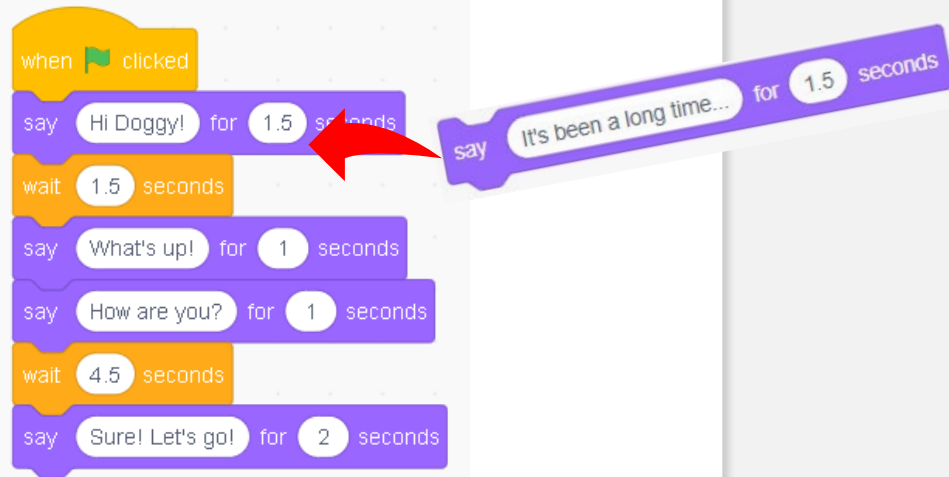 when clicked
say Hi Doggy! for 1.5 seconds
say It's been a long time... for 1.5 seconds
wait 1.5 seconds
say What's up! for 1 seconds
say How are you? for 1 seconds
wait 4.5 seconds
say Sure! Let's go! for 2 seconds